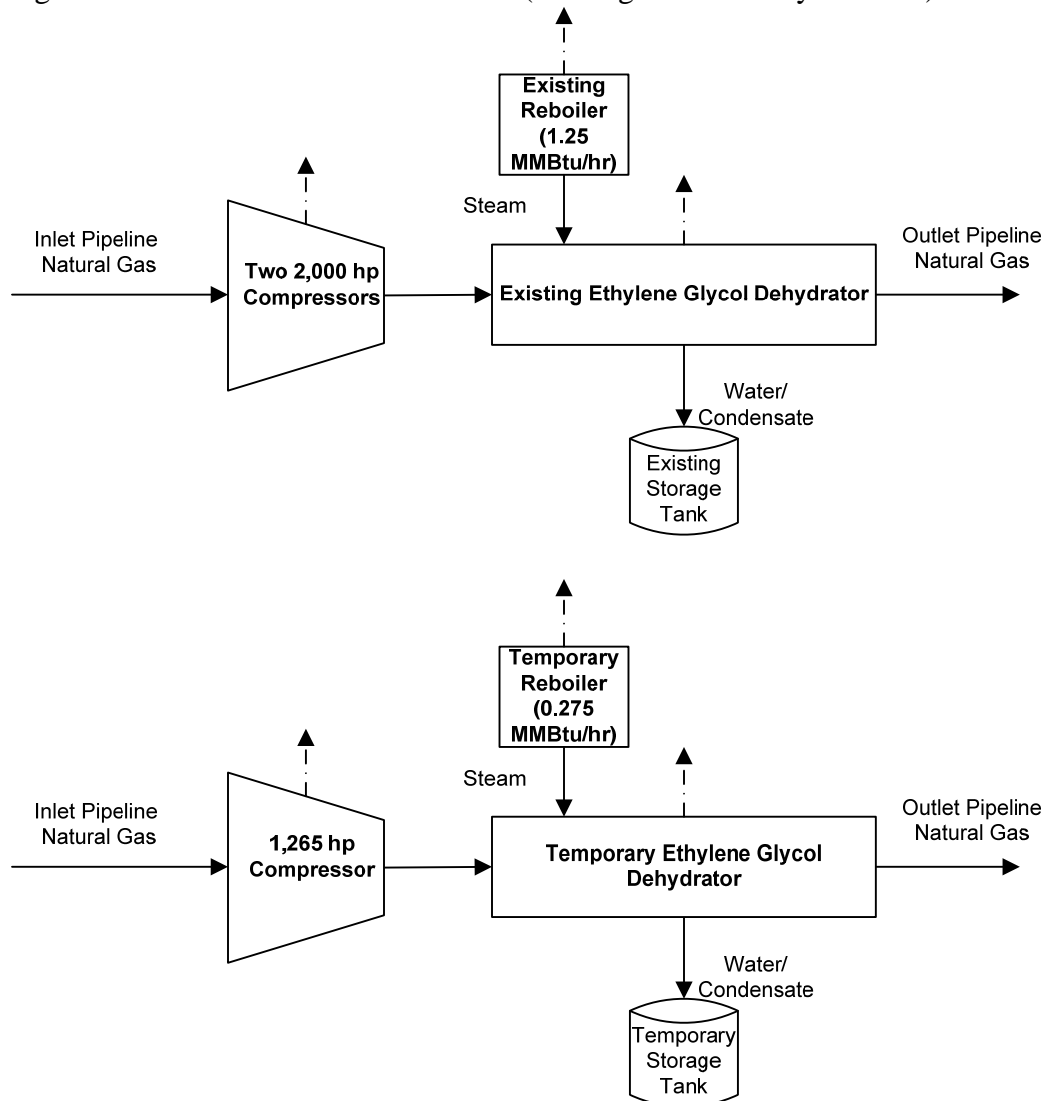 Existing
Reboiler
(1.25
MMBtu/hr)
Steam
Inlet Pipeline
Natural Gas
Outlet Pipeline
Natural Gas
Two 2,000 hp
Compressors
Existing Ethylene Glycol Dehydrator
Water/
Condensate
Existing
Storage
Tank
Temporary
Reboiler
(0.275
MMBtu/hr)
Steam
Inlet Pipeline
Natural Gas
Outlet Pipeline
Natural Gas
1,265 hp
Compressor
Temporary Ethylene Glycol
Dehydrator
Water/
Condensate
Temporary
Storage
Tank